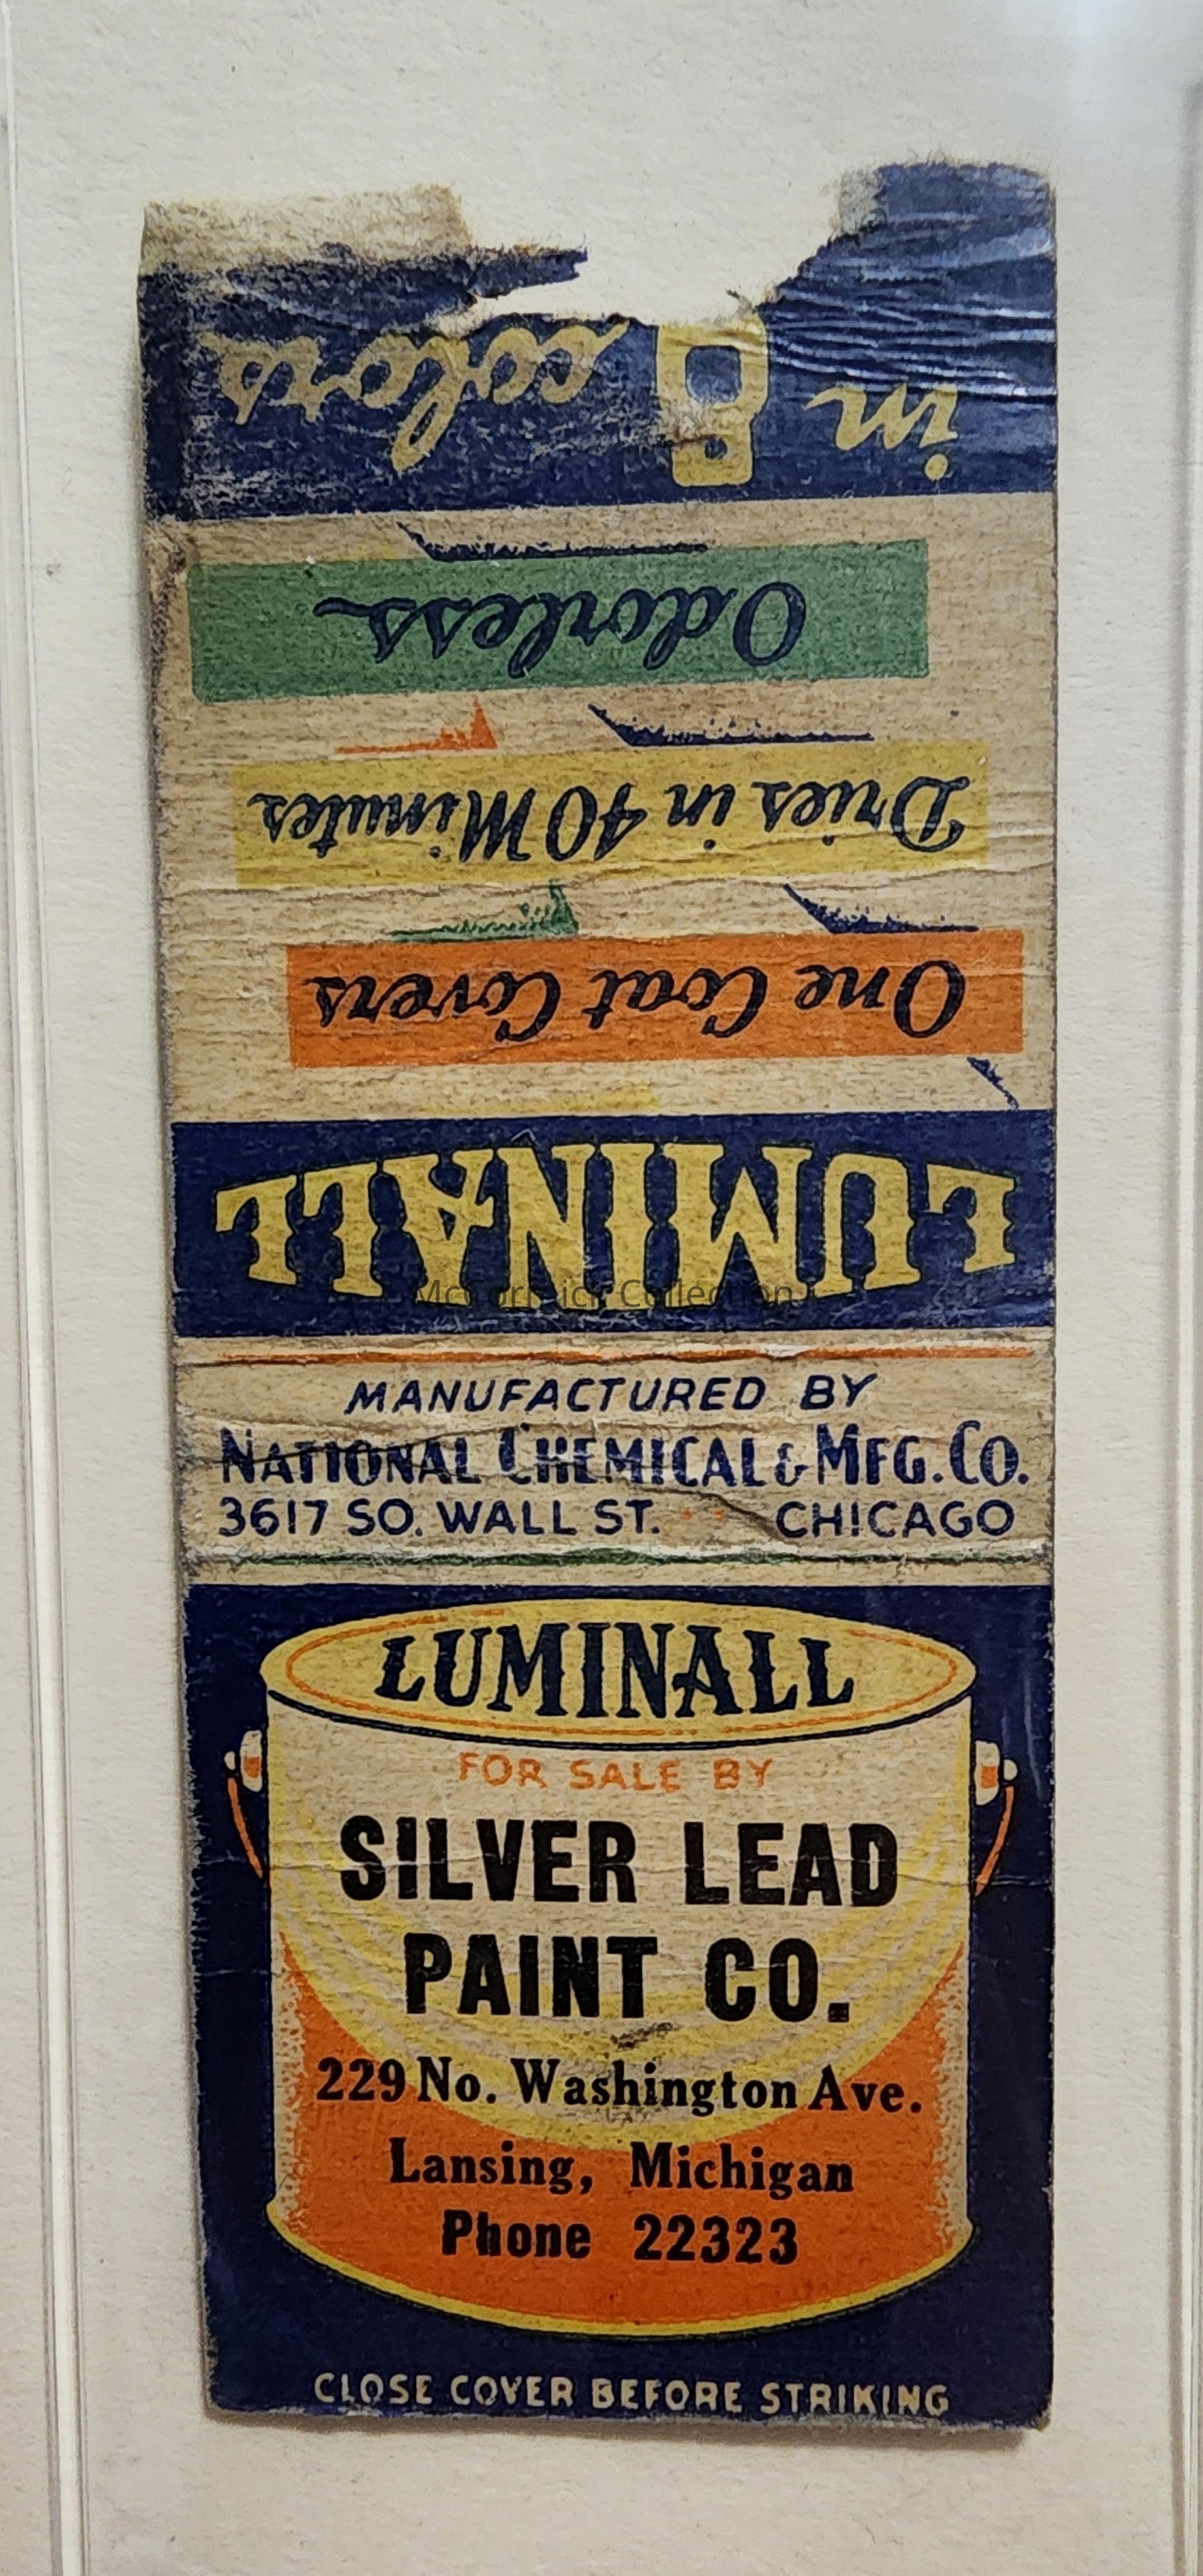 LUMINALL
One Coat Covers
Dries in 40 Minutes
Odorless
in 8 colors
McCormick Collection
MANUFACTURED BY
NATIONAL CHEMICAL & MFG. CO.
3617 SO. WALL ST. CHICAGO
LUMINALL
FOR SALE BY
SILVER LEAD
PAINT CO.
229 No. Washington Ave.
Lansing, Michigan
Phone 22323
CLOSE COVER BEFORE STRIKING